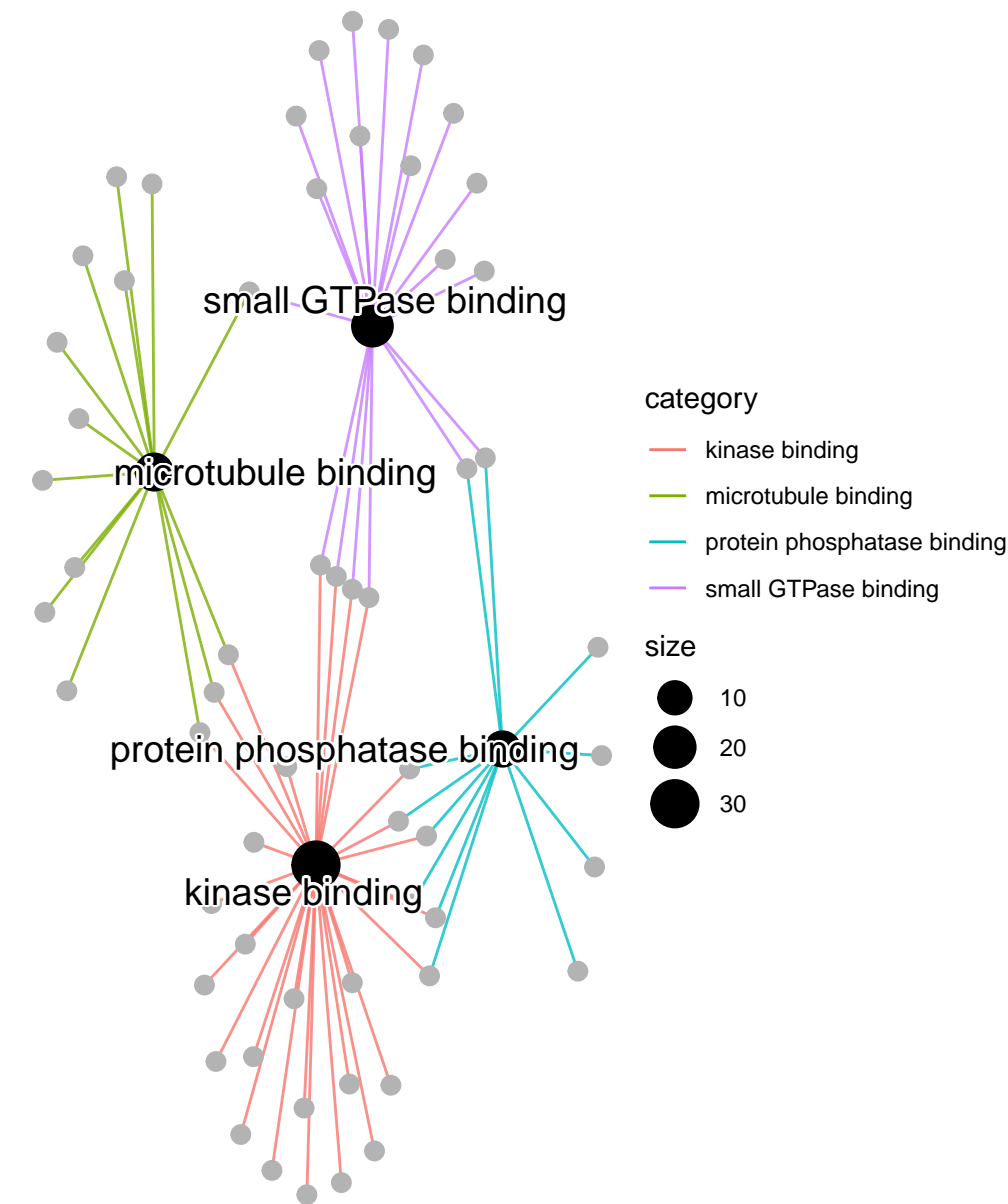 small GTPase binding
microtubule binding
protein phosphatase binding
kinase binding
category
kinase binding
microtubule binding
protein phosphatase binding
small GTPase binding
size
10
20
30